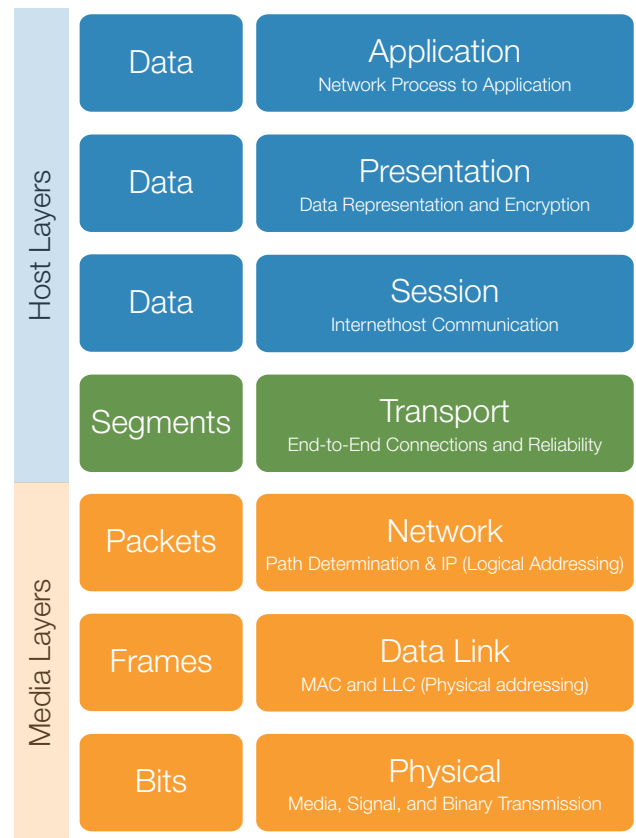 Host Layers
Data
Application
Network Process to Application
Data
Presentation
Data Representation and Encryption
Data
Session
Internethost Communication
Segments
Transport
End-to-End Connections and Reliability
Media Layers
Packets
Network
Path Determination & IP (Logical Addressing)
Frames
Data Link
MAC and LLC (Physical addressing)
Bits
Physical
Media, Signal, and Binary Transmission